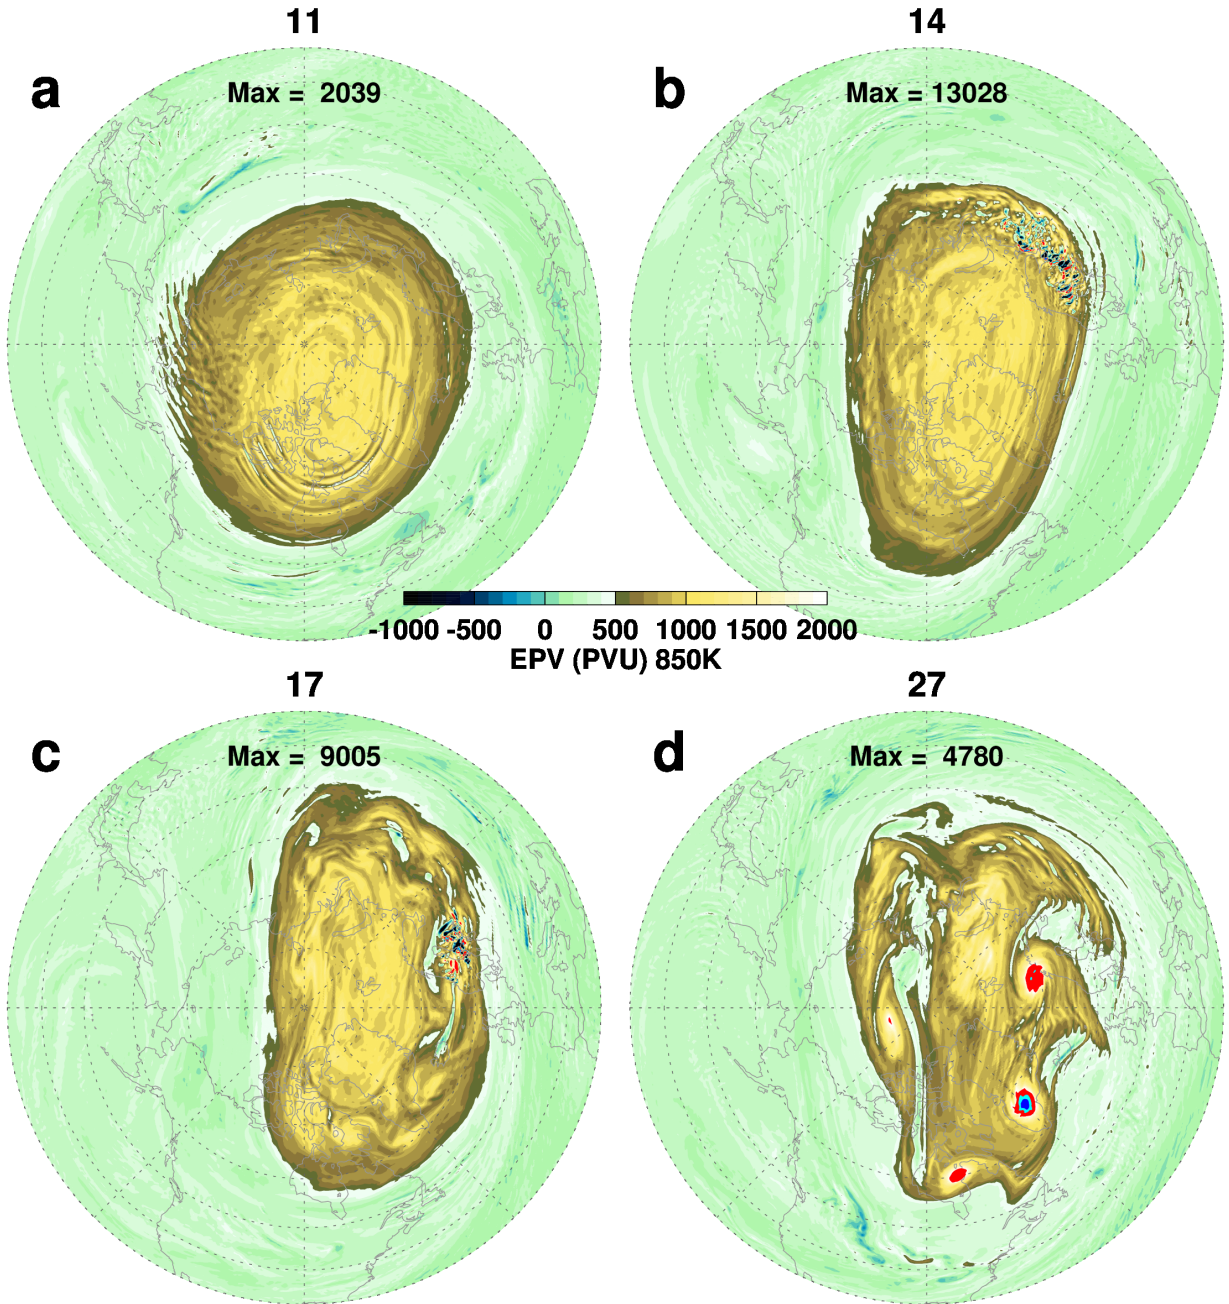 11
14
a
Max = 2039
b
Max = 13028
-1000 -500 0 500 1000 1500 2000
EPV (PVU) 850K
17
27
c
Max = 9005
d
Max = 4780